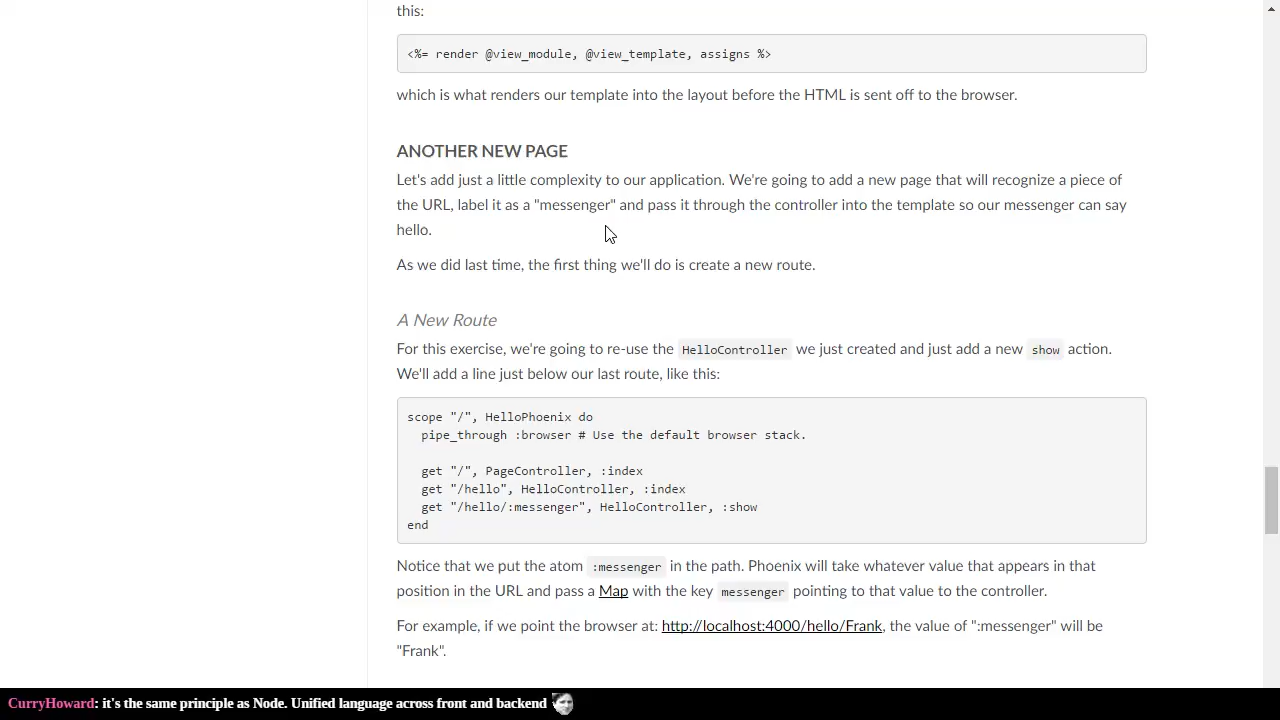 this:
<%= render @view_module, @view_template, assigns %>
which is what renders our template into the layout before the HTML is sent off to the browser.
ANOTHER NEW PAGE
Let's add just a little complexity to our application. We're going to add a new page that will recognize a piece of
the URL, label it as a "messenger" and pass it through the controller into the template so our messenger can say
hello.
As we did last time, the first thing we'll do is create a new route.
A New Route
For this exercise, we're going to re-use the HelloController we just created and just add a new show action.
We'll add a line just below our last route, like this:
scope "/", HelloPhoenix do
  pipe_through :browser # Use the default browser stack.
  get "/", PageController, :index
  get "/hello", HelloController, :index
  get "/hello/:messenger", HelloController, :show
end
Notice that we put the atom :messenger in the path. Phoenix will take whatever value that appears in that
position in the URL and pass a Map with the key messenger pointing to that value to the controller.
For example, if we point the browser at: http://localhost:4000/hello/Frank, the value of ":messenger" will be
"Frank".
CurryHoward: it's the same principle as Node. Unified language across front and backend